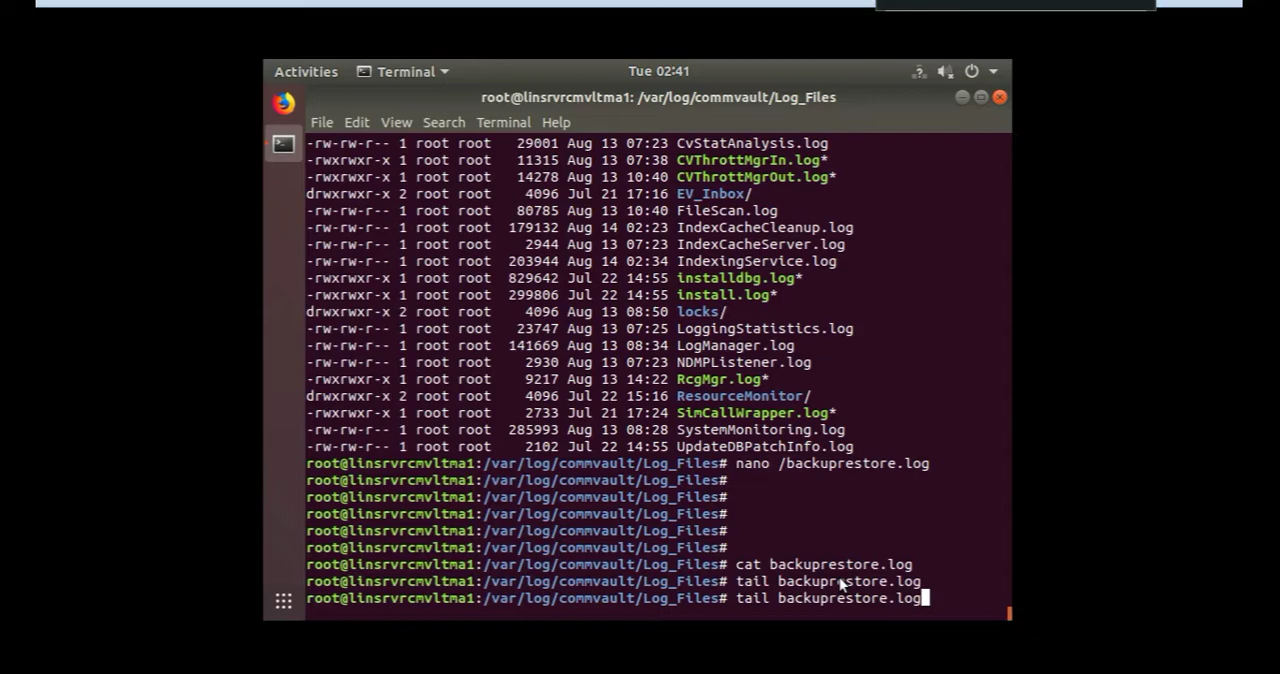 Activities Terminal Tue 02:41
root@linsrvrcmvltma1: /var/log/commvault/Log_Files
File Edit View Search Terminal Help
-rw-rw-r-- 1 root root 29001 Aug 13 07:23 CvStatAnalysis.log
-rwxrwxr-x 1 root root 11315 Aug 13 07:38 CVThrottMgrIn.log*
-rwxrwxr-x 1 root root 14278 Aug 13 10:40 CVThrottMgrOut.log*
drwxrwxr-x 2 root root 4096 Jul 21 17:16 EV_Inbox/
-rw-rw-r-- 1 root root 80785 Aug 13 10:40 FileScan.log
-rw-rw-r-- 1 root root 179132 Aug 14 02:23 IndexCacheCleanup.log
-rw-rw-r-- 1 root root 2944 Aug 13 07:23 IndexCacheServer.log
-rw-rw-r-- 1 root root 203944 Aug 14 02:34 IndexingService.log
-rwxrwxr-x 1 root root 829642 Jul 22 14:55 installdbg.log*
-rwxrwxr-x 1 root root 299806 Jul 22 14:55 install.log*
drwxrwxr-x 2 root root 4096 Aug 13 08:50 locks/
-rw-rw-r-- 1 root root 23747 Aug 13 07:25 LoggingStatistics.log
-rw-rw-r-- 1 root root 141669 Aug 13 08:34 LogManager.log
-rw-rw-r-- 1 root root 2930 Aug 13 07:23 NDMPListener.log
-rwxrwxr-x 1 root root 9217 Aug 13 14:22 RcgMgr.log*
drwxrwxr-x 2 root root 4096 Jul 22 15:16 ResourceMonitor/
-rwxrwxr-x 1 root root 2733 Jul 21 17:24 SimCallWrapper.log*
-rw-rw-r-- 1 root root 285993 Aug 13 08:28 SystemMonitoring.log
-rw-rw-r-- 1 root root 2102 Jul 22 14:55 UpdateDBPatchInfo.log
root@linsrvrcmvltma1:/var/log/commvault/Log_Files# nano /backuprestore.log
root@linsrvrcmvltma1:/var/log/commvault/Log_Files#
root@linsrvrcmvltma1:/var/log/commvault/Log_Files#
root@linsrvrcmvltma1:/var/log/commvault/Log_Files#
root@linsrvrcmvltma1:/var/log/commvault/Log_Files#
root@linsrvrcmvltma1:/var/log/commvault/Log_Files#
root@linsrvrcmvltma1:/var/log/commvault/Log_Files# cat backuprestore.log
root@linsrvrcmvltma1:/var/log/commvault/Log_Files# tail backuprestore.log
root@linsrvrcmvltma1:/var/log/commvault/Log_Files# tail backuprestore.log